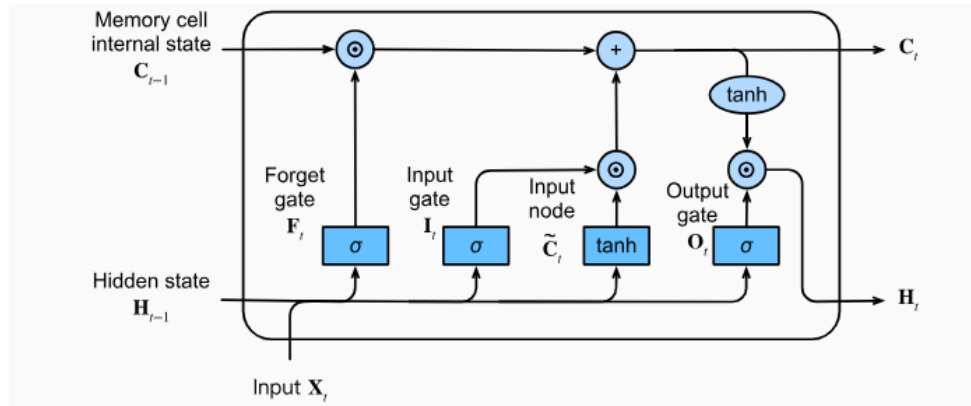 Memory cell
internal state
C_{t−1}
⊙
+
C_t
tanh
⊙
⊙
Forget
gate
F_t
Input
gate
I_t
Input
node
C̃_t
Output
gate
O_t
σ
σ
tanh
σ
Hidden state
H_{t−1}
H_t
Input X_t